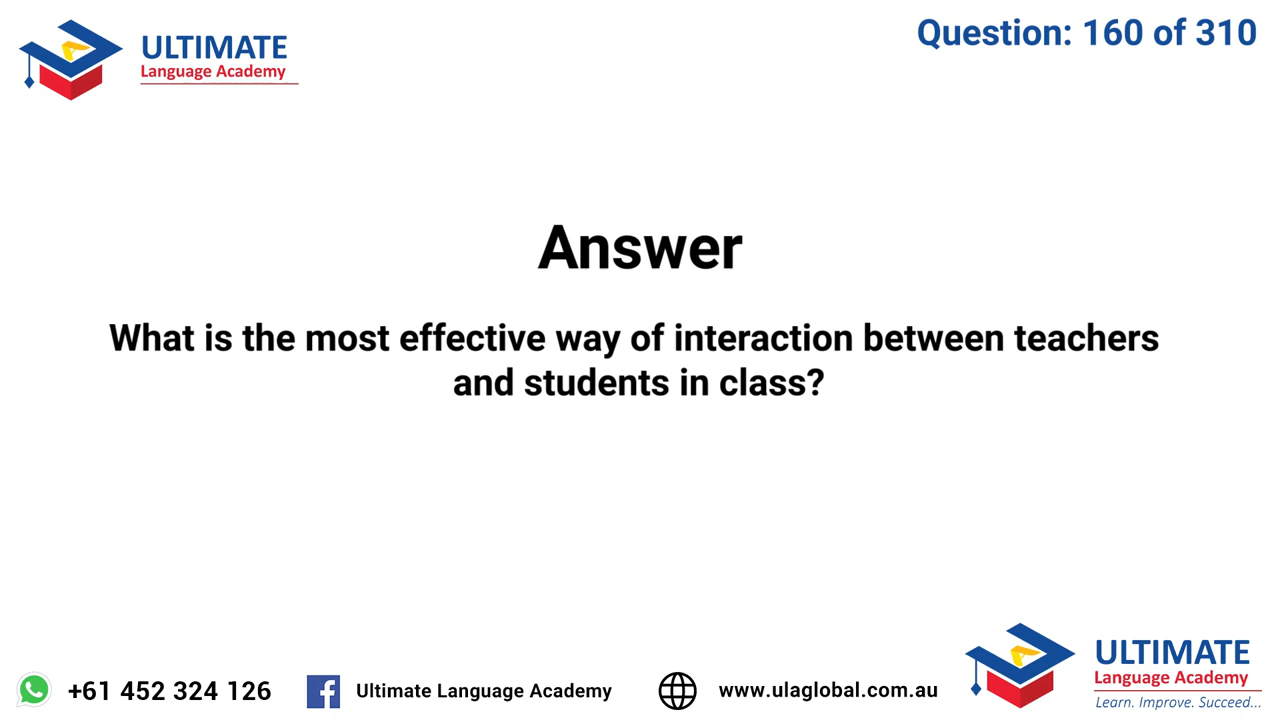 ULTIMATE
Language Academy
Question: 160 of 310
Answer
What is the most effective way of interaction between teachers
and students in class?
+61 452 324 126
Ultimate Language Academy
www.ulaglobal.com.au
ULTIMATE
Language Academy
Learn. Improve. Succeed...